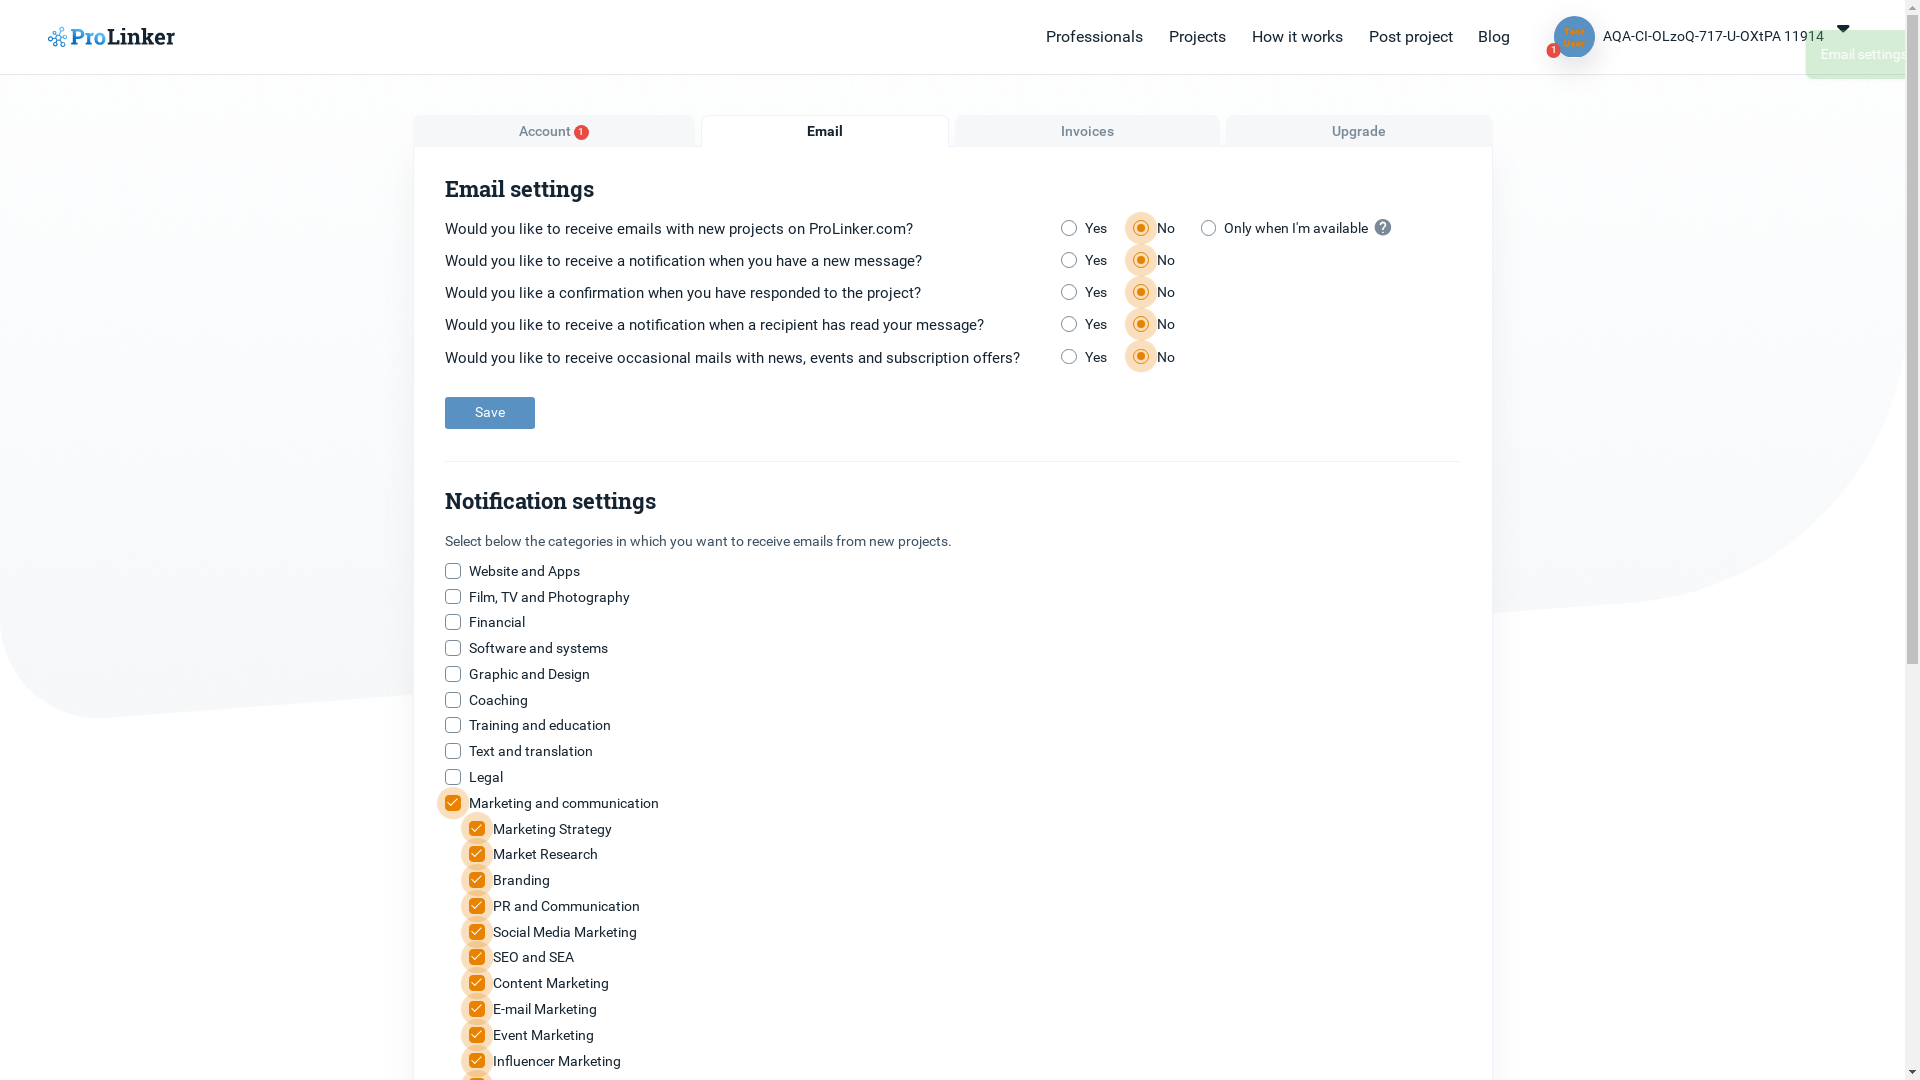 ProLinker
Professionals
Projects
How it works
Post project
Blog
Test
User
1
AQA-CI-OLzoQ-717-U-OXtPA 11914
Email settings
Account 1
Email
Invoices
Upgrade
Email settings
Would you like to receive emails with new projects on ProLinker.com?
Yes
No
Only when I'm available ?
Would you like to receive a notification when you have a new message?
Yes
No
Would you like a confirmation when you have responded to the project?
Yes
No
Would you like to receive a notification when a recipient has read your message?
Yes
No
Would you like to receive occasional mails with news, events and subscription offers?
Yes
No
Save
Notification settings
Select below the categories in which you want to receive emails from new projects.
Website and Apps
Film, TV and Photography
Financial
Software and systems
Graphic and Design
Coaching
Training and education
Text and translation
Legal
Marketing and communication
Marketing Strategy
Market Research
Branding
PR and Communication
Social Media Marketing
SEO and SEA
Content Marketing
E-mail Marketing
Event Marketing
Influencer Marketing